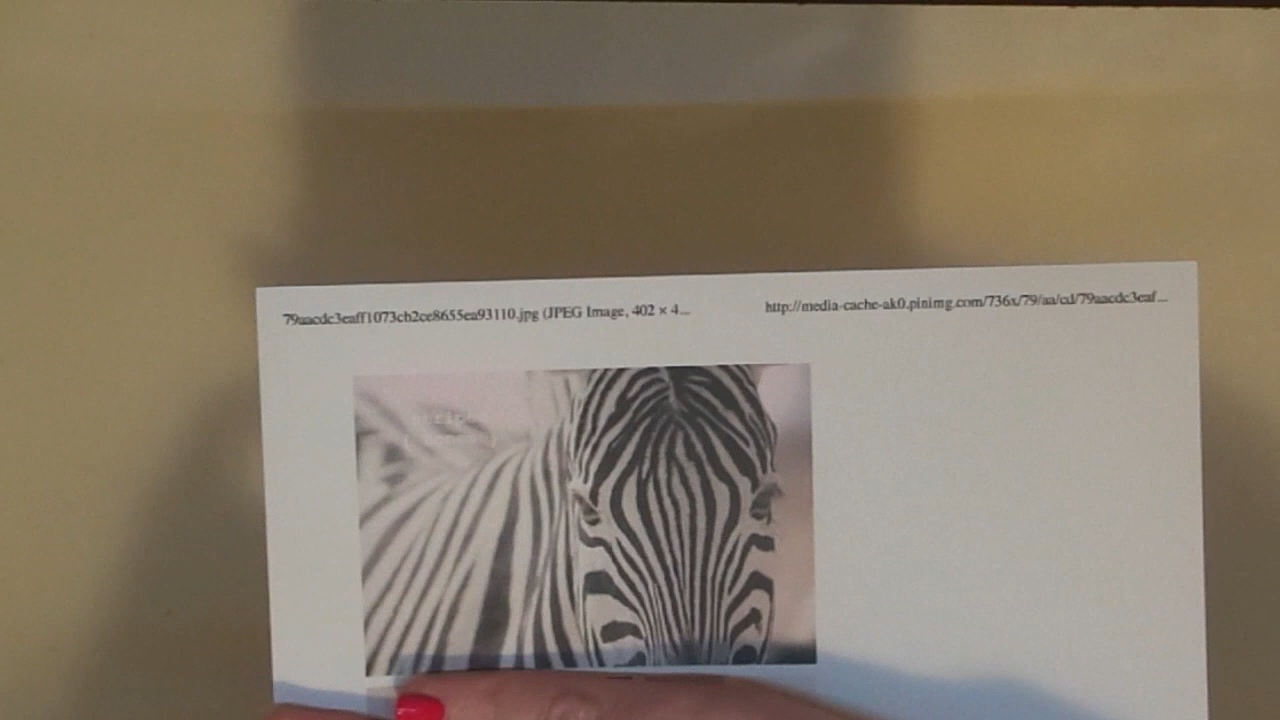 79aacdc3eaff1073cb2ce8655ea93110.jpg (JPEG Image, 402 × 4...
http://media-cache-ak0.pinimg.com/736x/79/aa/cd/79aacdc3eaf...